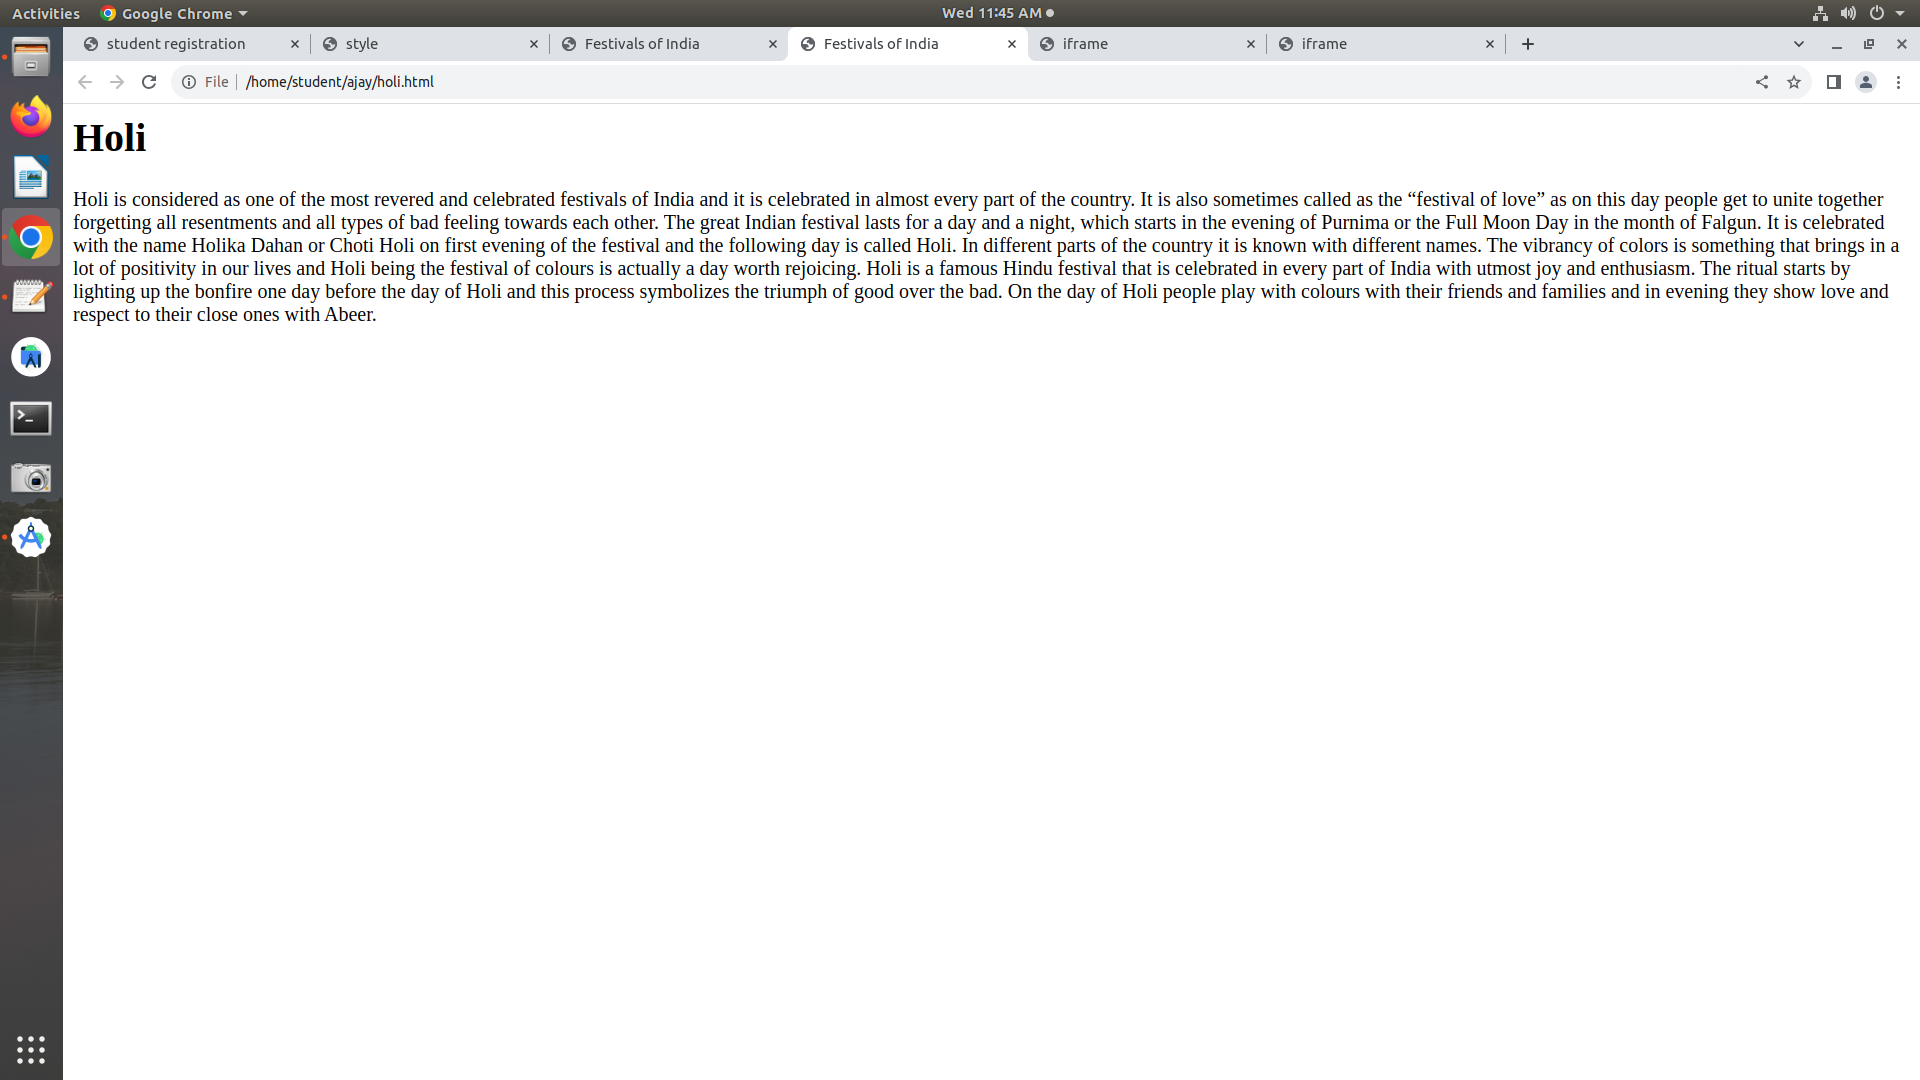 Activities Google Chrome Wed 11:45 AM
student registration style Festivals of India Festivals of India iframe iframe
File /home/student/ajay/holi.html
Holi
Holi is considered as one of the most revered and celebrated festivals of India and it is celebrated in almost every part of the country. It is also sometimes called as the “festival of love” as on this day people get to unite together
forgetting all resentments and all types of bad feeling towards each other. The great Indian festival lasts for a day and a night, which starts in the evening of Purnima or the Full Moon Day in the month of Falgun. It is celebrated
with the name Holika Dahan or Choti Holi on first evening of the festival and the following day is called Holi. In different parts of the country it is known with different names. The vibrancy of colors is something that brings in a
lot of positivity in our lives and Holi being the festival of colours is actually a day worth rejoicing. Holi is a famous Hindu festival that is celebrated in every part of India with utmost joy and enthusiasm. The ritual starts by
lighting up the bonfire one day before the day of Holi and this process symbolizes the triumph of good over the bad. On the day of Holi people play with colours with their friends and families and in evening they show love and
respect to their close ones with Abeer.